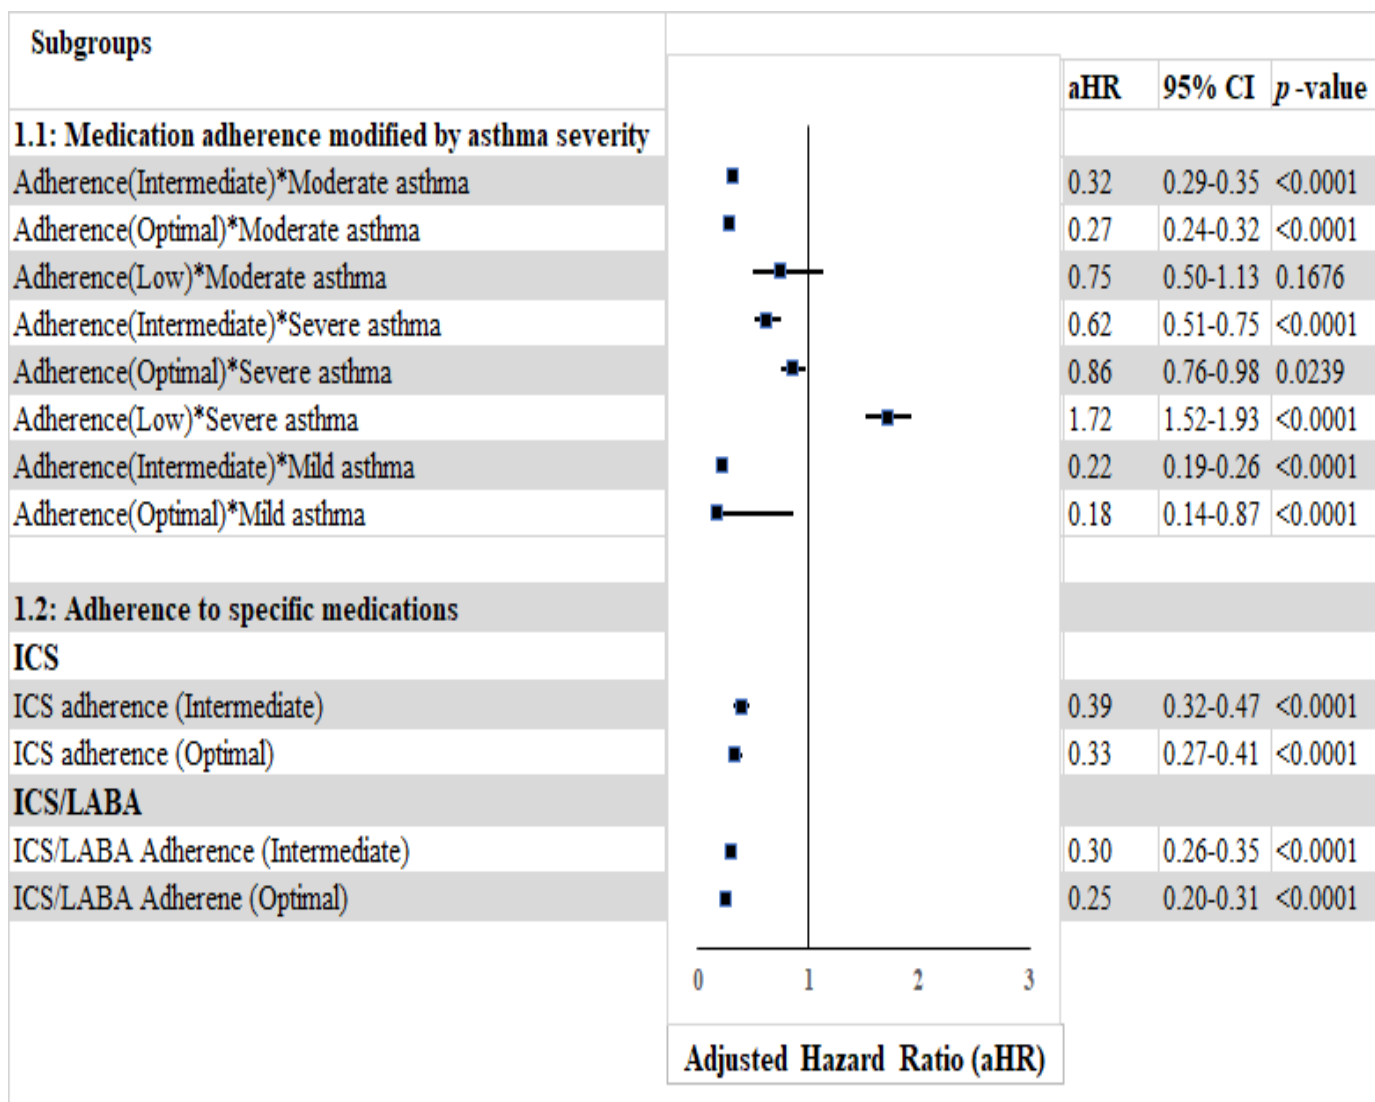 Subgroups
aHR 95% CI p -value
1.1: Medication adherence modified by asthma severity
Adherence(Intermediate)*Moderate asthma 0.32 0.29-0.35 <0.0001
Adherence(Optimal)*Moderate asthma 0.27 0.24-0.32 <0.0001
Adherence(Low)*Moderate asthma 0.75 0.50-1.13 0.1676
Adherence(Intermediate)*Severe asthma 0.62 0.51-0.75 <0.0001
Adherence(Optimal)*Severe asthma 0.86 0.76-0.98 0.0239
Adherence(Low)*Severe asthma 1.72 1.52-1.93 <0.0001
Adherence(Intermediate)*Mild asthma 0.22 0.19-0.26 <0.0001
Adherence(Optimal)*Mild asthma 0.18 0.14-0.87 <0.0001
1.2: Adherence to specific medications
ICS
ICS adherence (Intermediate) 0.39 0.32-0.47 <0.0001
ICS adherence (Optimal) 0.33 0.27-0.41 <0.0001
ICS/LABA
ICS/LABA Adherence (Intermediate) 0.30 0.26-0.35 <0.0001
ICS/LABA Adherene (Optimal) 0.25 0.20-0.31 <0.0001
0 1 2 3
Adjusted Hazard Ratio (aHR)